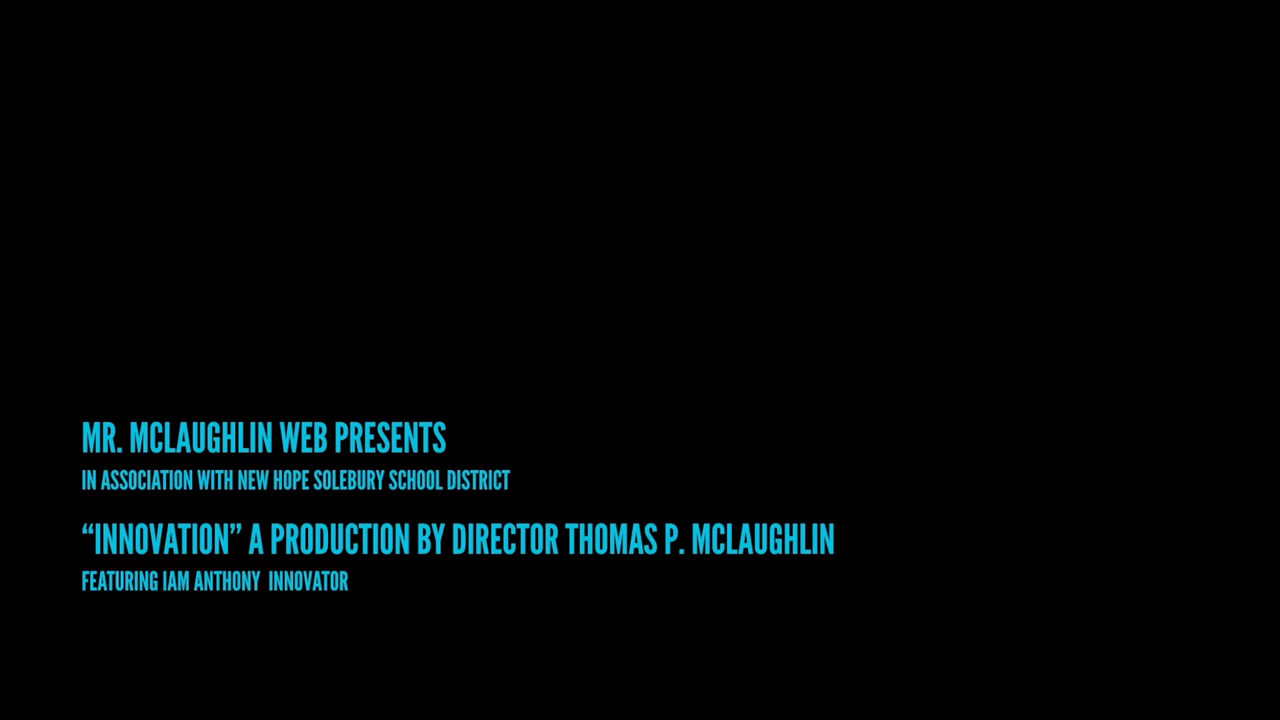 MR. MCLAUGHLIN WEB PRESENTS
IN ASSOCIATION WITH NEW HOPE SOLEBURY SCHOOL DISTRICT
“INNOVATION” A PRODUCTION BY DIRECTOR THOMAS P. MCLAUGHLIN
FEATURING IAM ANTHONY  INNOVATOR